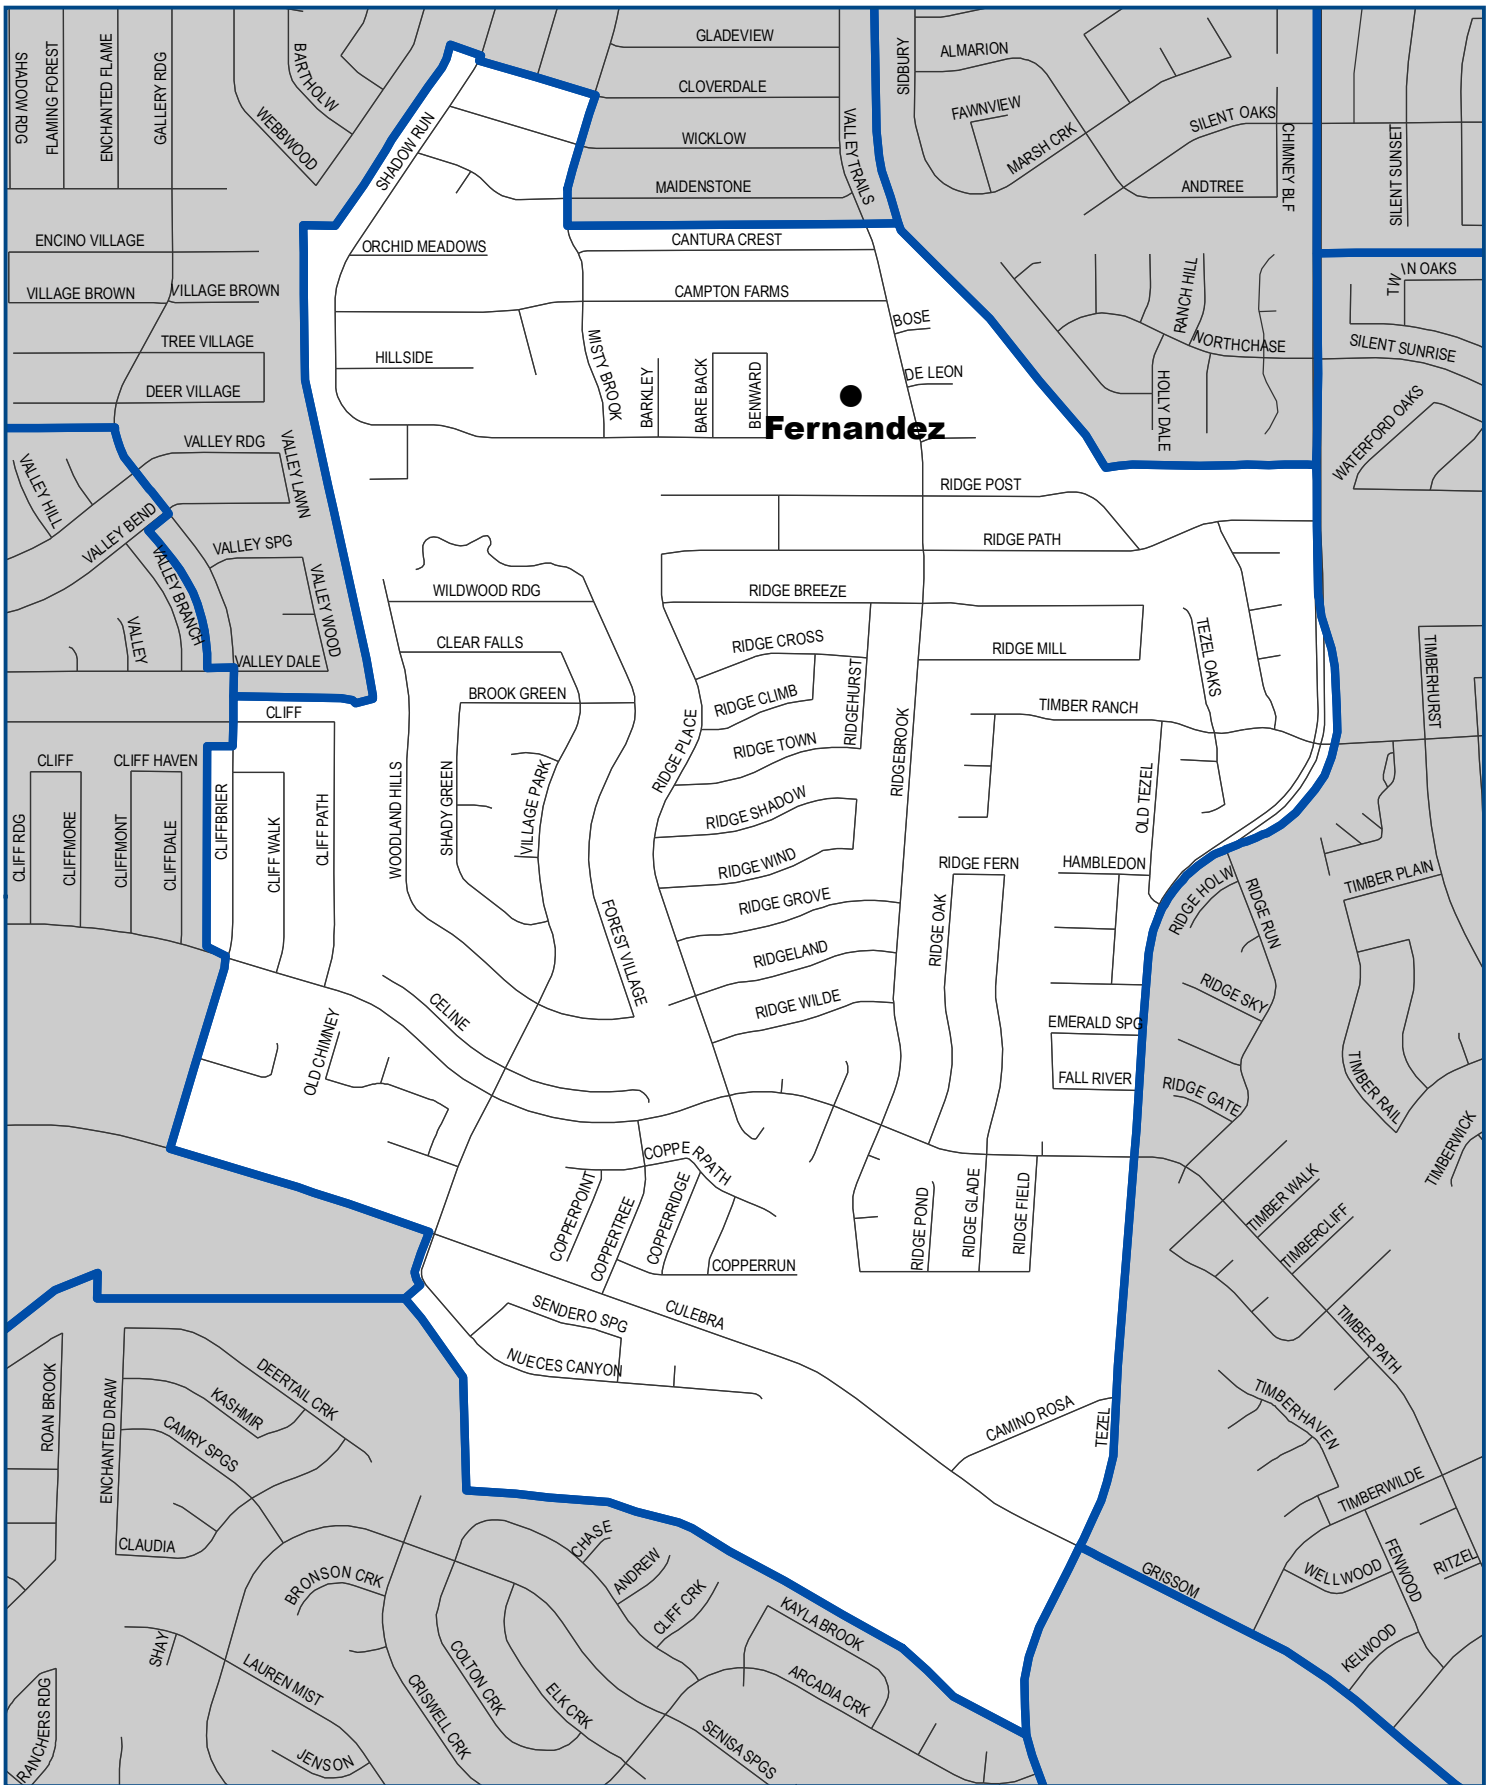 GLADEVIEW
CLOVERDALE
WICKLOW
MAIDENSTONE
VALLEY TRAILS
SIDBURY
ALMARION
FAWNVIEW
MARSH CRK
SILENT OAKS
ANDTREE
CHIMNEY BLF
SILENT SUNSET
SHADOW RDG
FLAMING FOREST
ENCHANTED FLAME
GALLERY RDG
BARTHOLW
WEBBWOOD
SHADOW RUN
ENCINO VILLAGE
VILLAGE BROWN
VILLAGE BROWN
TREE VILLAGE
DEER VILLAGE
ORCHID MEADOWS
CANTURA CREST
CAMPTON FARMS
HILLSIDE
MISTY BROOK
BARKLEY
BARE BACK
BENWARD
BOSE
DE LEON
Fernandez
RANCH HILL
NORTHCHASE
HOLLY DALE
TWIN OAKS
SILENT SUNRISE
WATERFORD OAKS
VALLEY RDG
VALLEY LAWN
VALLEY HILL
VALLEY BEND
VALLEY SPG
VALLEY BRANCH
VALLEY WOOD
VALLEY
VALLEY DALE
RIDGE POST
RIDGE PATH
RIDGE BREEZE
WILDWOOD RDG
CLEAR FALLS
BROOK GREEN
RIDGE CROSS
RIDGE CLIMB
RIDGEHURST
RIDGE MILL
TEZEL OAKS
TIMBERHURST
TIMBER RANCH
RIDGE PLACE
RIDGE TOWN
RIDGEBROOK
CLIFF
CLIFF
CLIFF HAVEN
CLIFF RDG
CLIFFMORE
CLIFFMONT
CLIFFDALE
CLIFFBRIER
CLIFF WALK
CLIFF PATH
WOODLAND HILLS
SHADY GREEN
VILLAGE PARK
RIDGE SHADOW
RIDGE WIND
OLD TEZEL
RIDGE FERN
HAMBLEDON
RIDGE HOLW
RIDGE RUN
TIMBER PLAIN
RIDGE GROVE
RIDGE OAK
RIDGELAND
FOREST VILLAGE
RIDGE WILDE
RIDGE SKY
CELINE
OLD CHIMNEY
EMERALD SPG
FALL RIVER
RIDGE GATE
TIMBER RAIL
TIMBERWICK
COPPERPATH
COPPERPOINT
COPPERTREE
COPPERRIDGE
COPPERRUN
RIDGE POND
RIDGE GLADE
RIDGE FIELD
TIMBER WALK
TIMBERCLIFF
SENDERO SPG
CULEBRA
NUECES CANYON
TIMBER PATH
ROAN BROOK
ENCHANTED DRAW
DEERTAIL CRK
KASHMIR
CAMRY SPGS
CLAUDIA
CAMINO ROSA
TEZEL
TIMBERHAVEN
TIMBERWILDE
FENWOOD
WELLWOOD
RITZEL
GRISSOM
KELWOOD
CHASE
ANDREW
CLIFF CRK
BRONSON CRK
KAYLA BROOK
ARCADIA CRK
SHAY
LAUREN MIST
COLTON CRK
CRISWELL CRK
ELK CRK
SENISA SPGS
JENSON
RANCHERS RDG